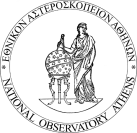 ΕΘΝΙΚΟΝ ΑΣΤΕΡΟΣΚΟΠΕΙΟΝ ΑΘΗΝΩΝ
NATIONAL OBSERVATORY ATHENS